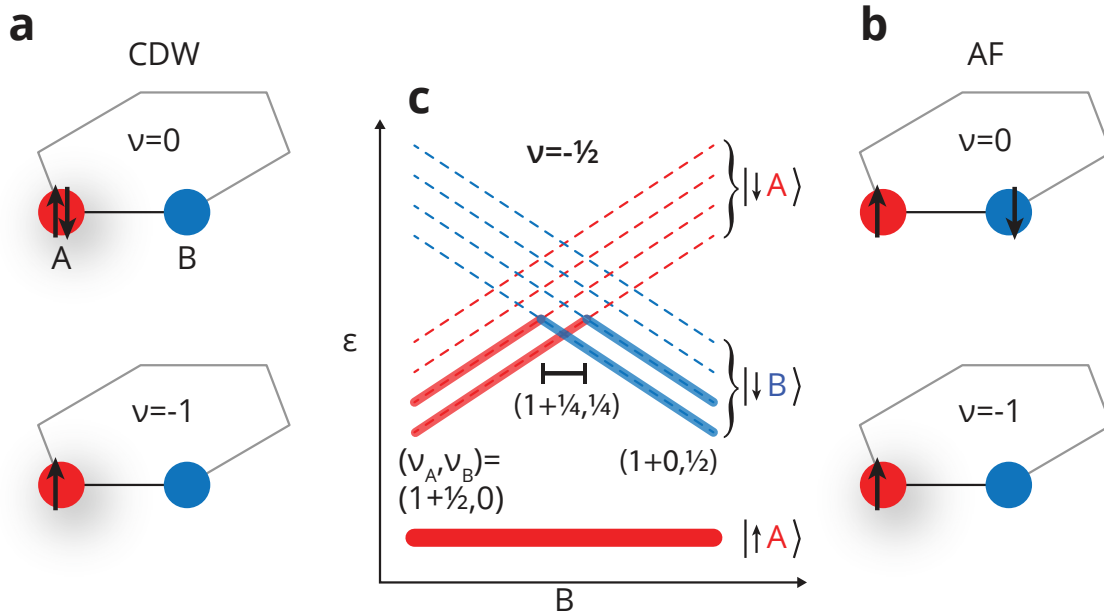 a
CDW
ν=0
A
B
ν=-1
c
ν=-½
ε
|↓A⟩
|↓B⟩
(1+¼,¼)
(ν_A,ν_B)=
(1+½,0)
(1+0,½)
|↑A⟩
B
b
AF
ν=0
ν=-1